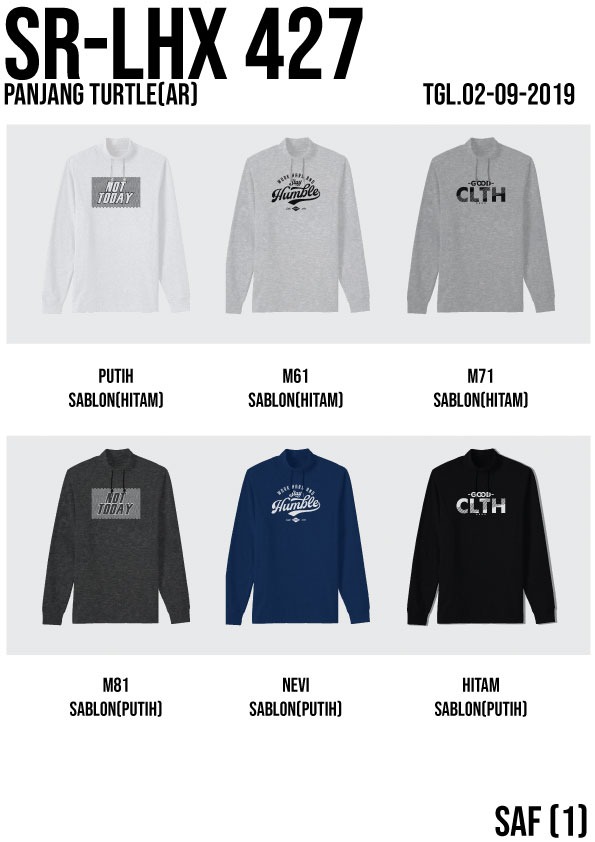 SR-LHX 427
PANJANG TURTLE(AR)
TGL.02-09-2019
NOT
TODAY
WORK HARD AND
Stay
Humble
-GOOD-
CLTH
PUTIH
SABLON(HITAM)
M61
SABLON(HITAM)
M71
SABLON(HITAM)
NOT
TODAY
WORK HARD AND
Stay
Humble
-GOOD-
CLTH
M81
SABLON(PUTIH)
NEVI
SABLON(PUTIH)
HITAM
SABLON(PUTIH)
SAF (1)